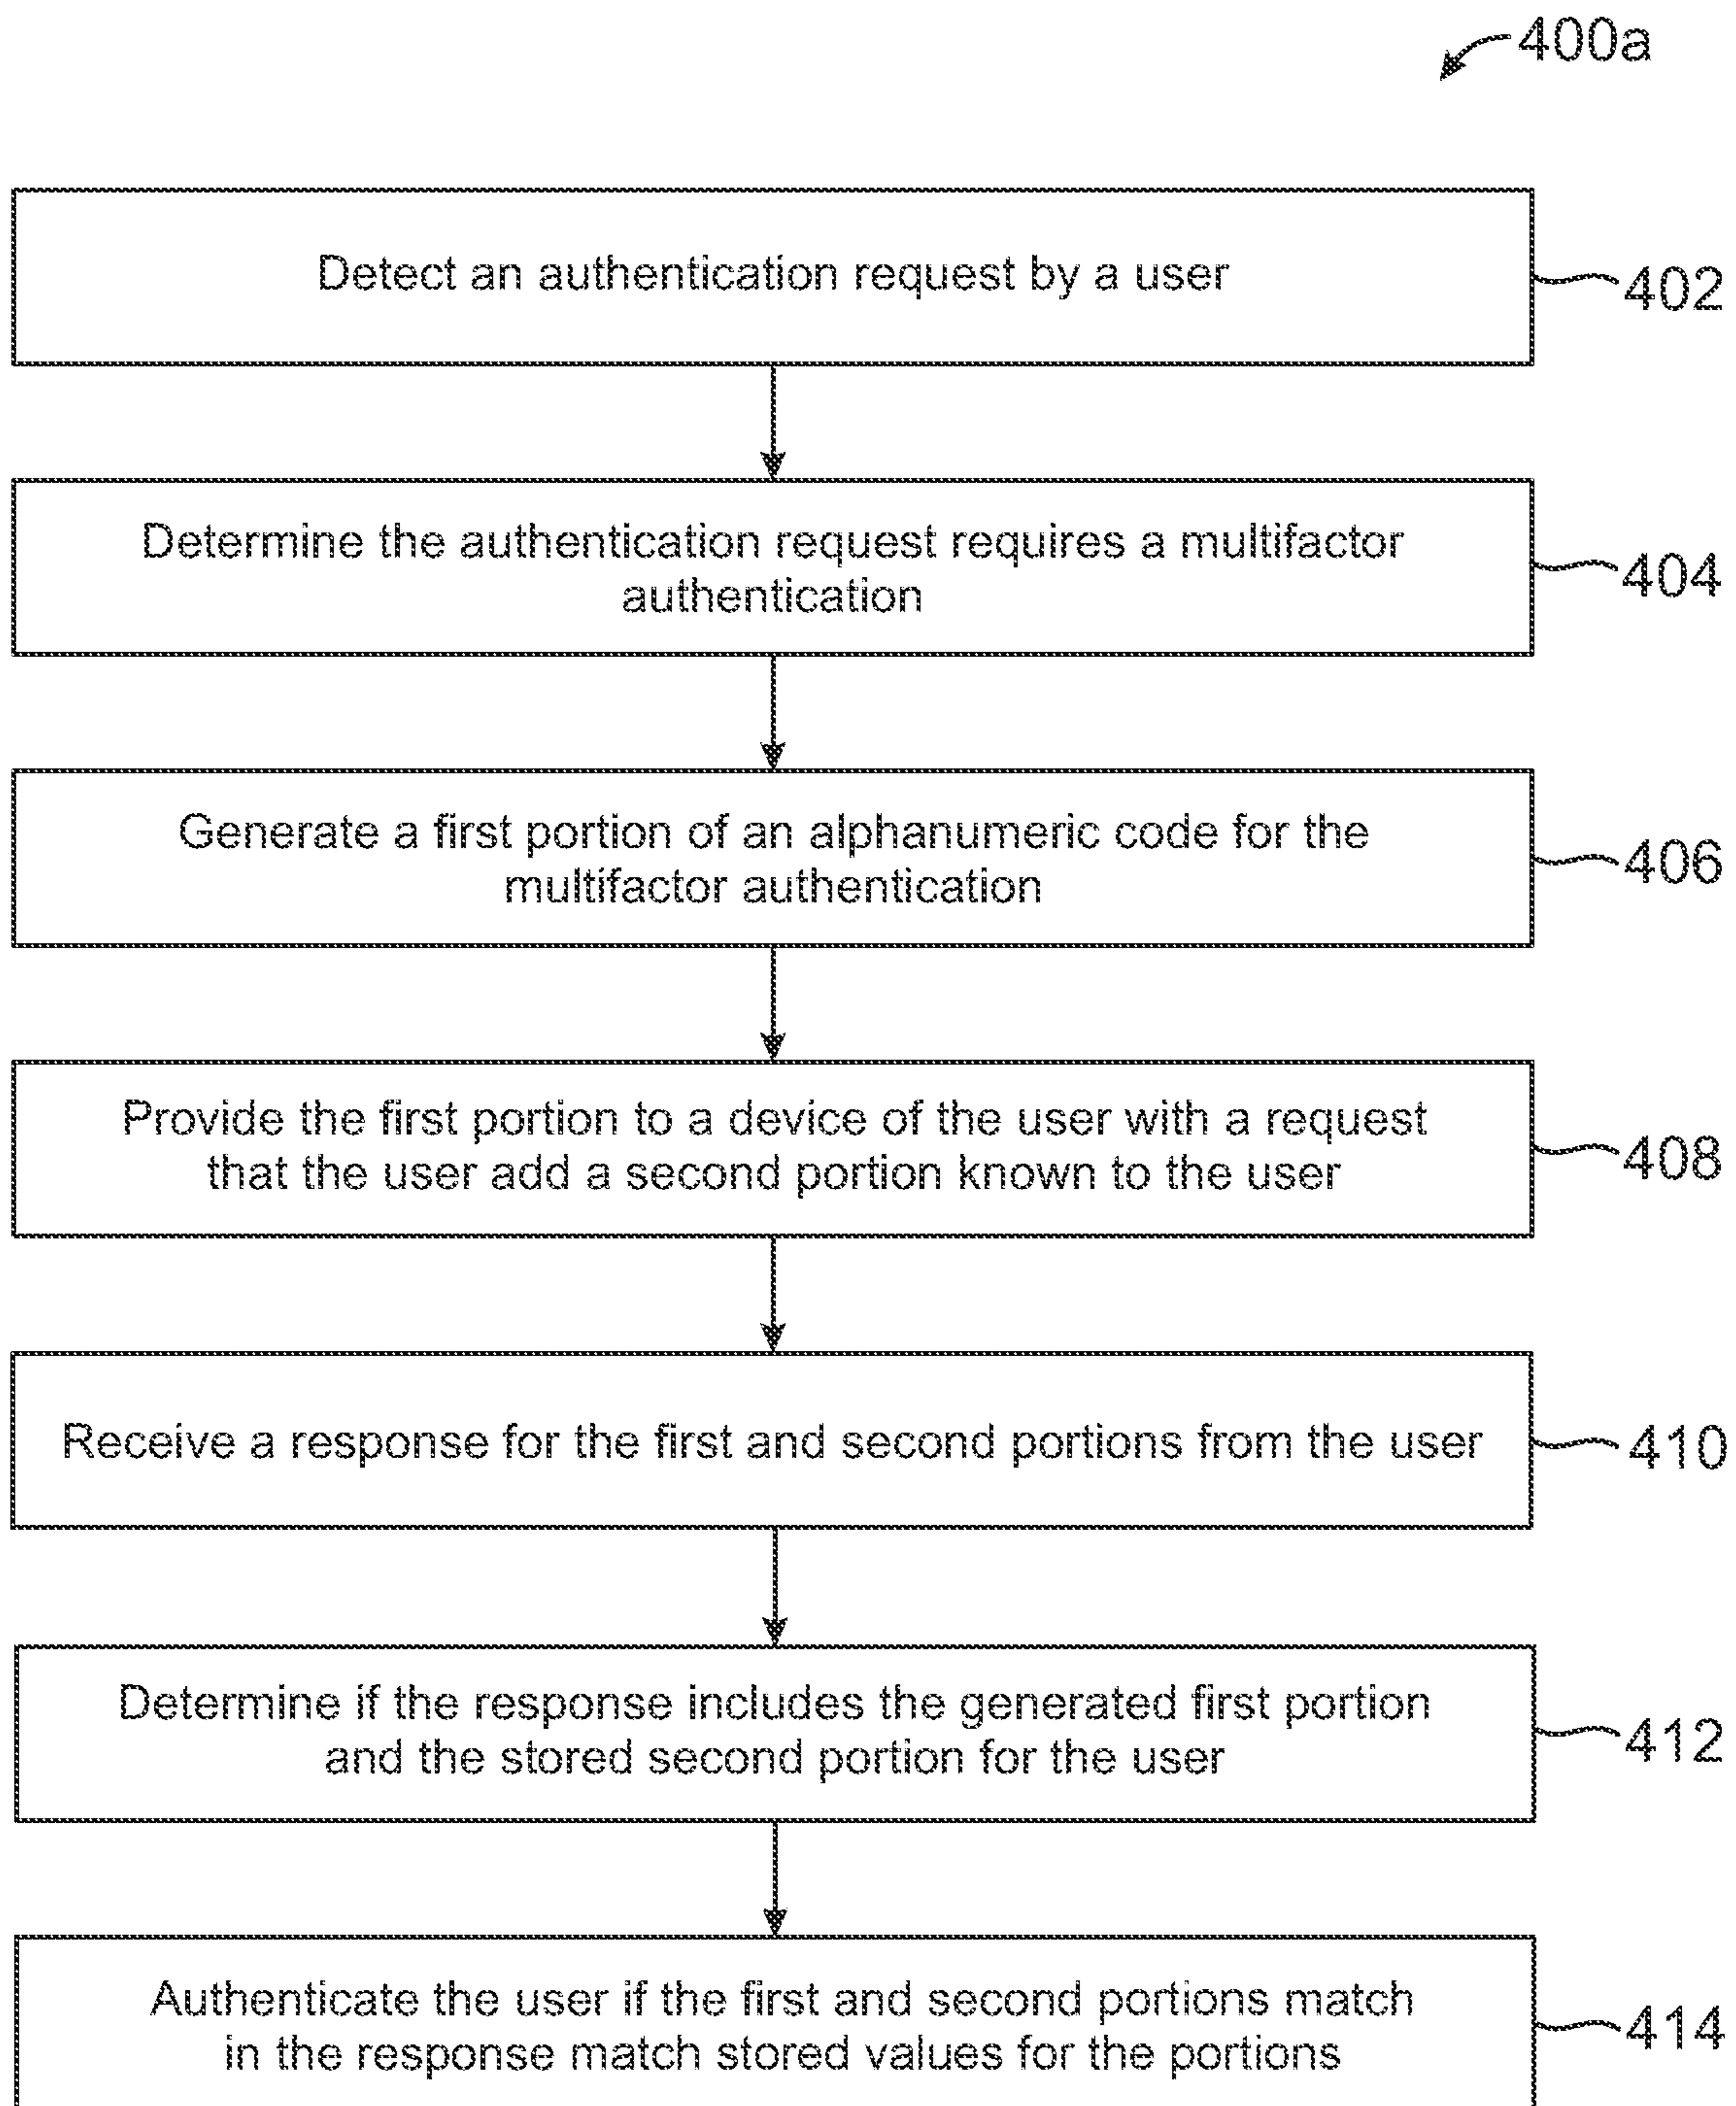 400a
Detect an authentication request by a user
402
Determine the authentication request requires a multifactor
authentication
404
Generate a first portion of an alphanumeric code for the
multifactor authentication
406
Provide the first portion to a device of the user with a request
that the user add a second portion known to the user
408
Receive a response for the first and second portions from the user
410
Determine if the response includes the generated first portion
and the stored second portion for the user
412
Authenticate the user if the first and second portions match
in the response match stored values for the portions
414